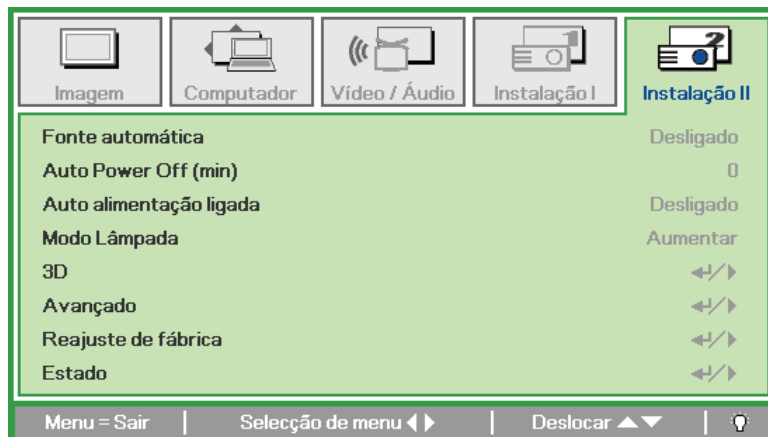 Imagem Computador Vídeo / Áudio Instalação I Instalação II
Fonte automática Desligado
Auto Power Off (min) 0
Auto alimentação ligada Desligado
Modo Lâmpada Aumentar
3D
Avançado
Reajuste de fábrica
Estado
Menu = Sair Selecção de menu Deslocar